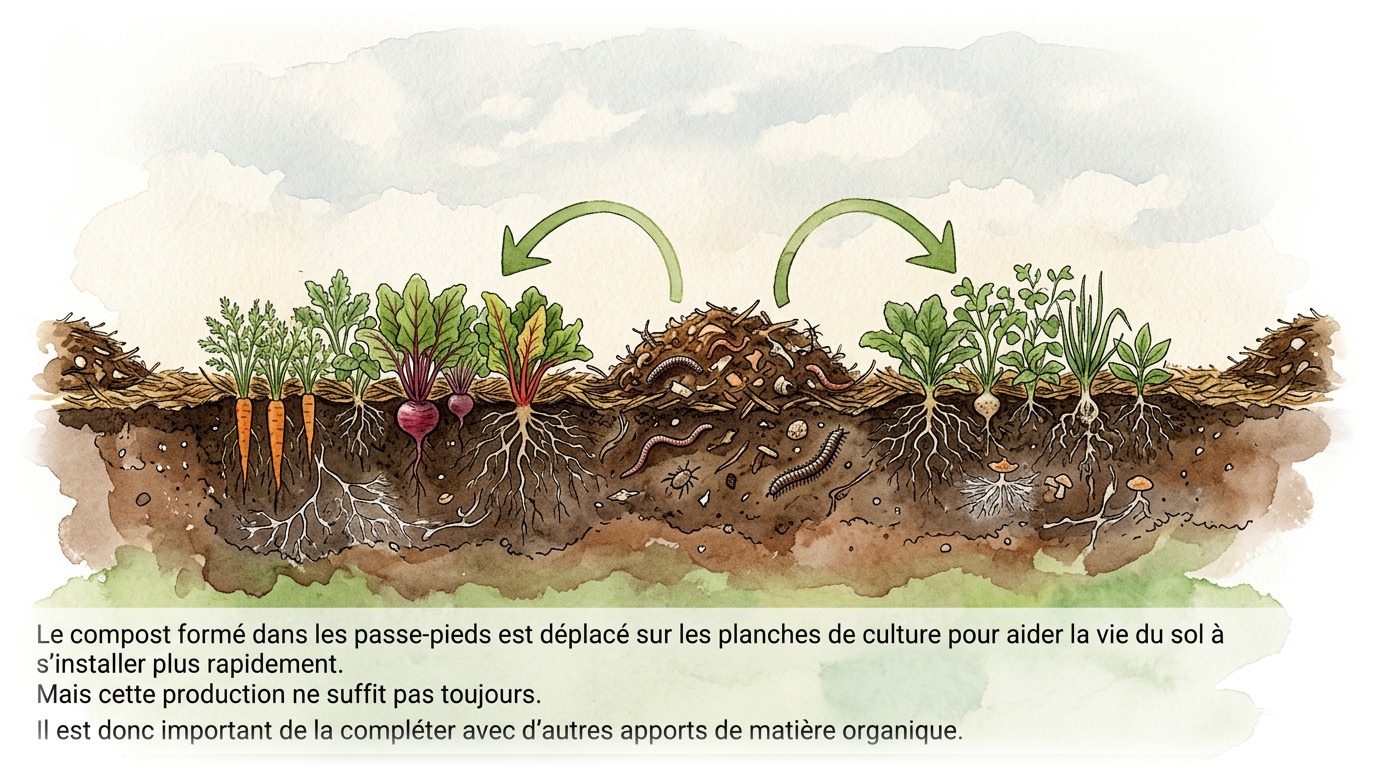 Le compost formé dans les passe-pieds est déplacé sur les planches de culture pour aider la vie du sol à
s’installer plus rapidement.
Mais cette production ne suffit pas toujours.
Il est donc important de la compléter avec d’autres apports de matière organique.